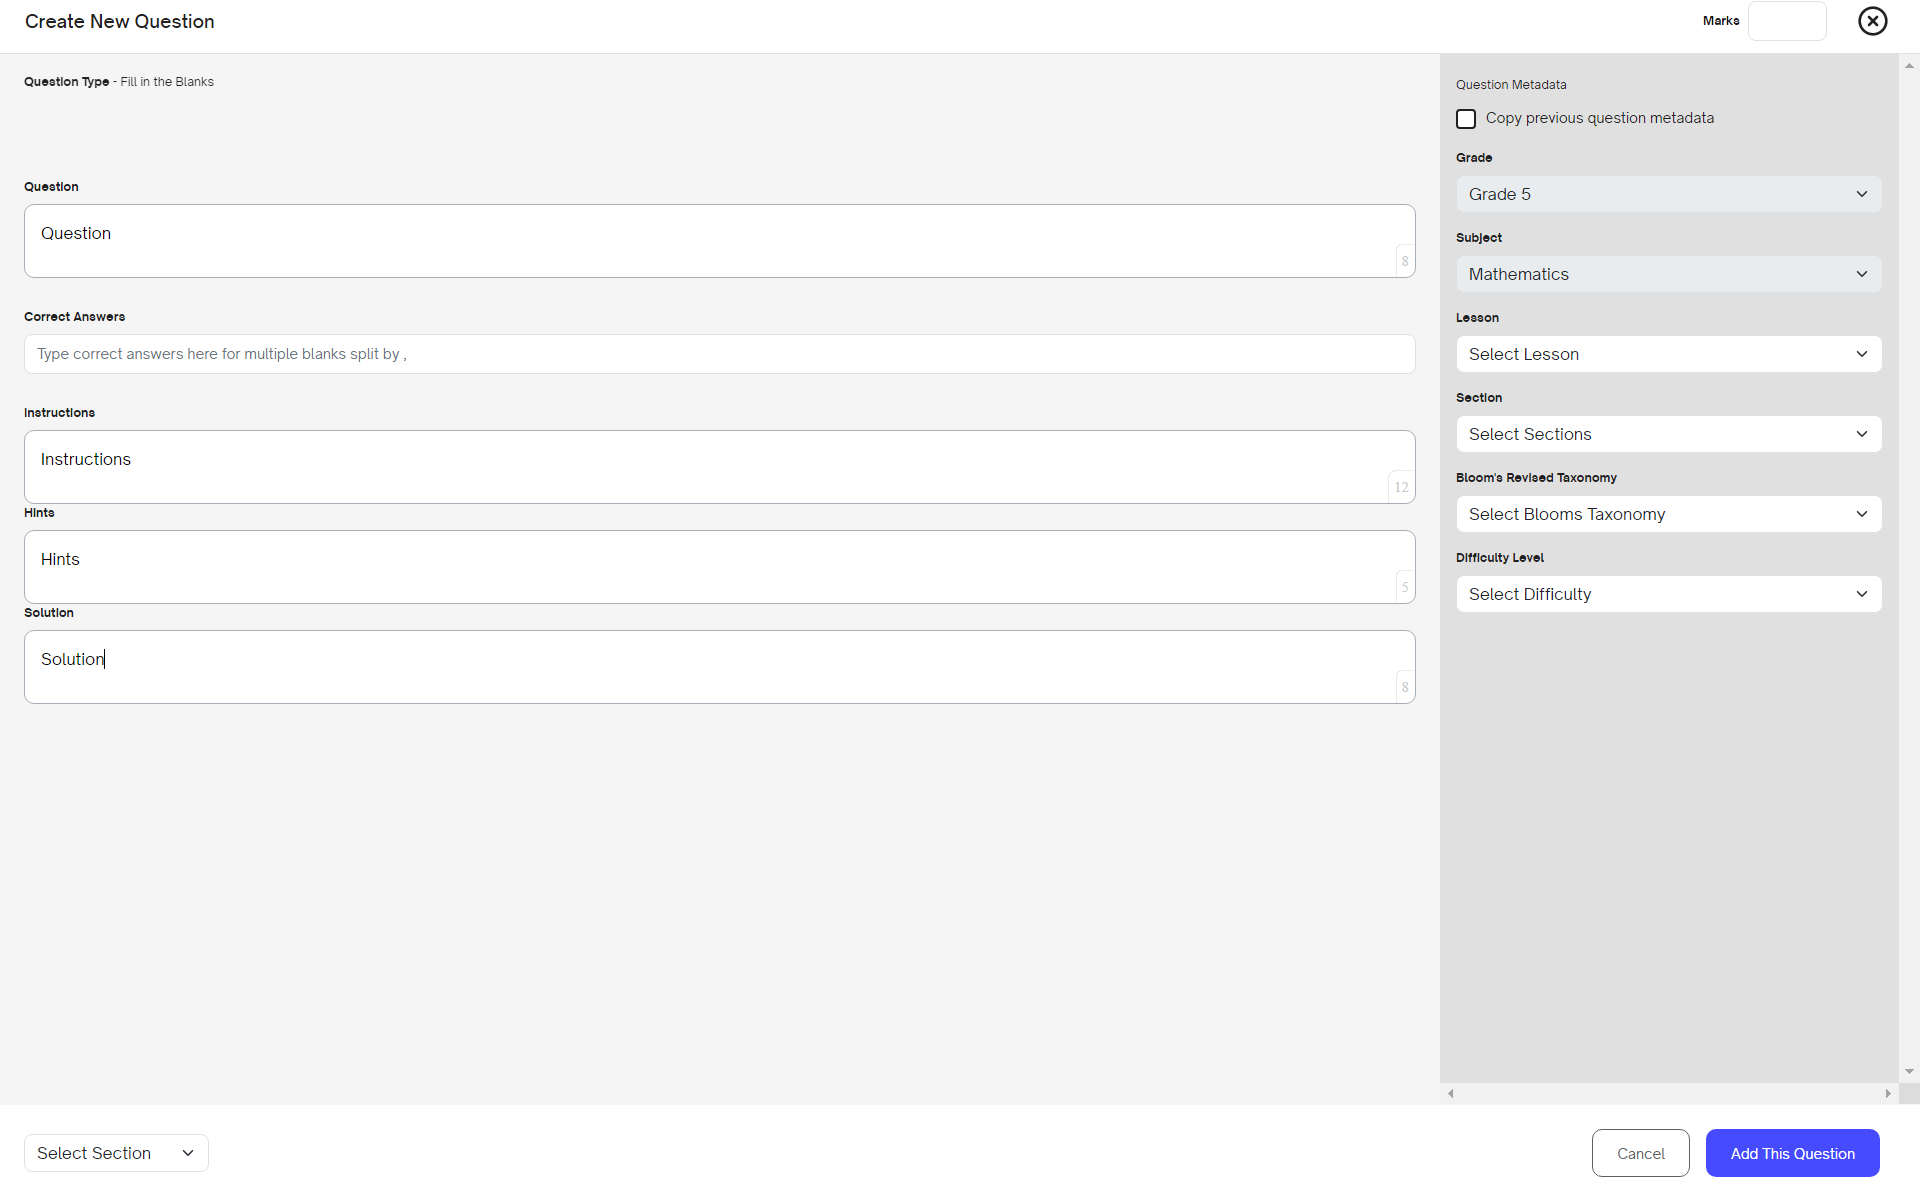 Create New Question
Marks
Question Type - Fill in the Blanks
Question
Question
8
Correct Answers
Type correct answers here for multiple blanks split by ,
Instructions
Instructions
12
Hints
Hints
5
Solution
Solution
8
Question Metadata
Copy previous question metadata
Grade
Grade 5
Subject
Mathematics
Lesson
Select Lesson
Section
Select Sections
Bloom's Revised Taxonomy
Select Blooms Taxonomy
Difficulty Level
Select Difficulty
Select Section
Cancel
Add This Question